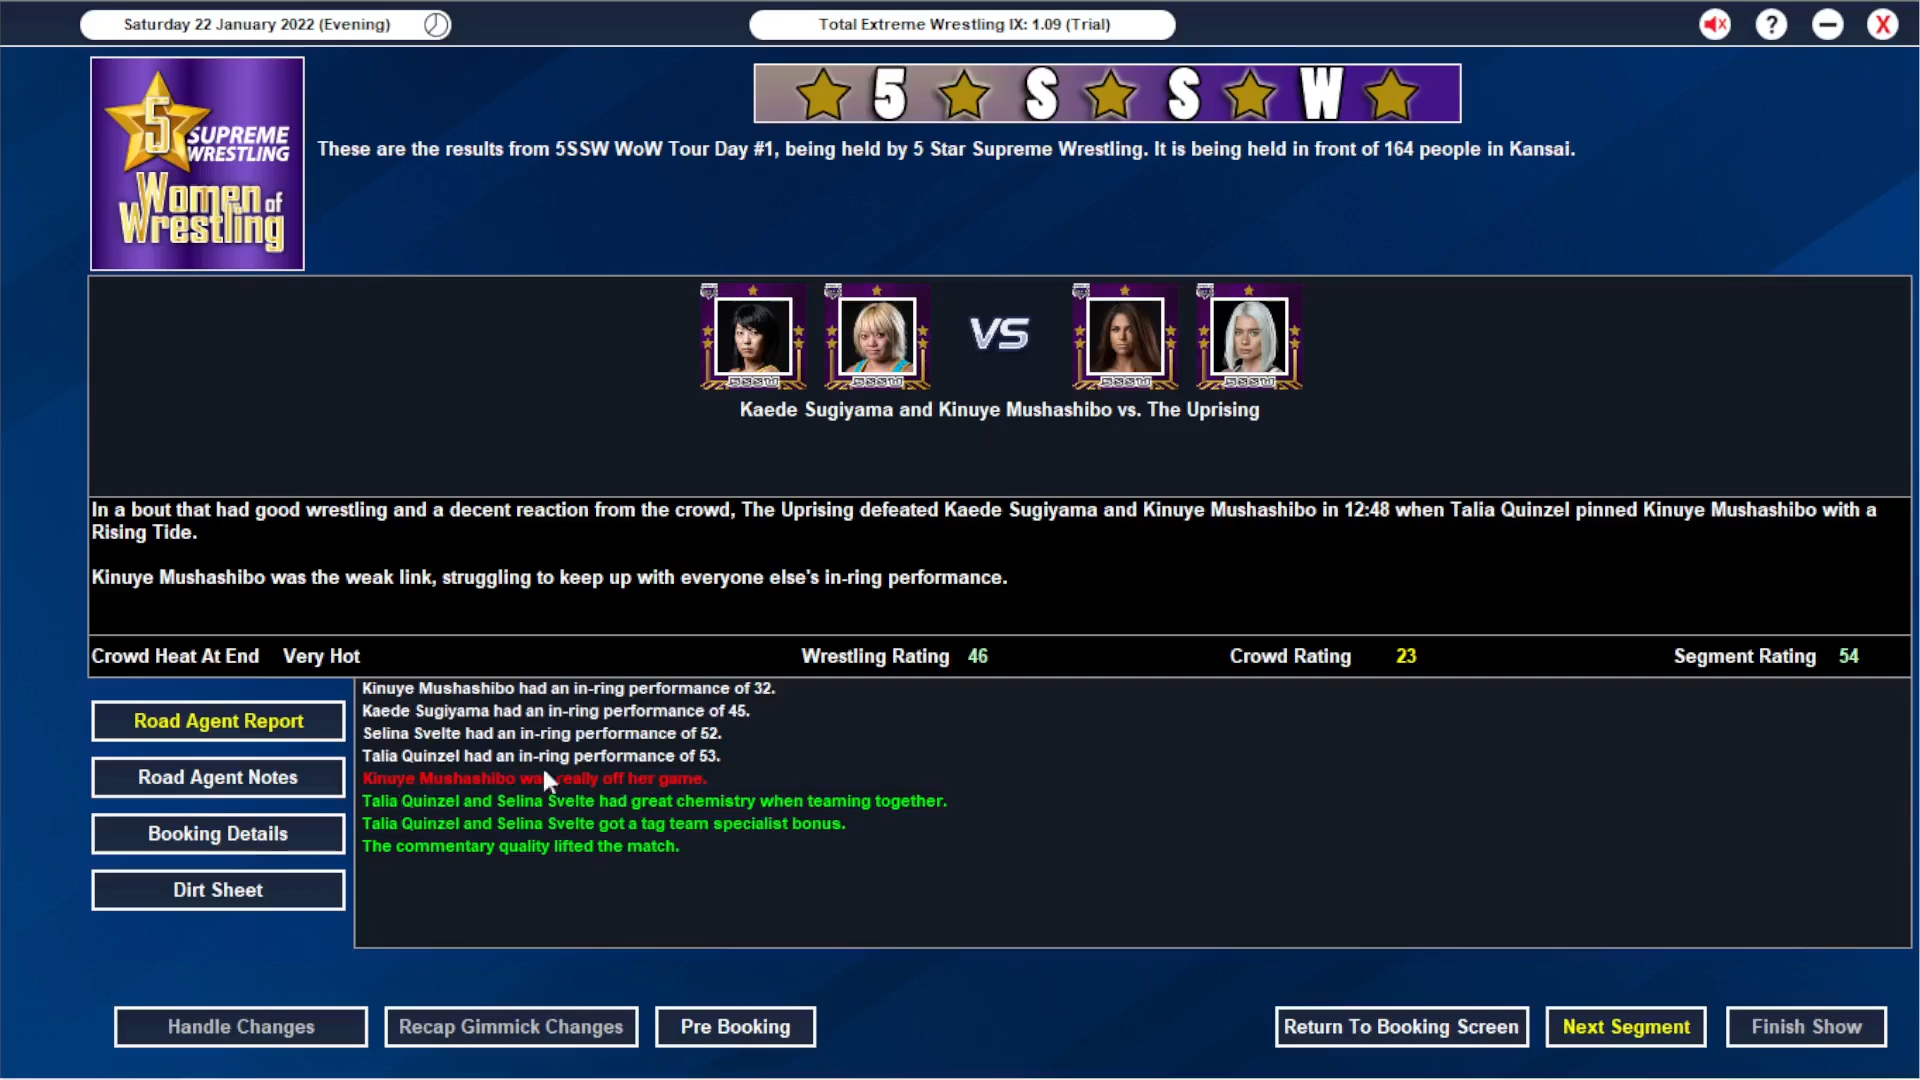 Saturday 22 January 2022 (Evening)
Total Extreme Wrestling IX: 1.09 (Trial)
?
X
5
SUPREME
WRESTLING
Women of
Wrestling
5 S S W
These are the results from 5SSW WoW Tour Day #1, being held by 5 Star Supreme Wrestling. It is being held in front of 164 people in Kansai.
VS
5SSW 5SSW 5SSW 5SSW
Kaede Sugiyama and Kinuye Mushashibo vs. The Uprising
In a bout that had good wrestling and a decent reaction from the crowd, The Uprising defeated Kaede Sugiyama and Kinuye Mushashibo in 12:48 when Talia Quinzel pinned Kinuye Mushashibo with a
Rising Tide.
Kinuye Mushashibo was the weak link, struggling to keep up with everyone else's in-ring performance.
Crowd Heat At End Very Hot Wrestling Rating 46 Crowd Rating 23 Segment Rating 54
Road Agent Report
Road Agent Notes
Booking Details
Dirt Sheet
Kinuye Mushashibo had an in-ring performance of 32.
Kaede Sugiyama had an in-ring performance of 45.
Selina Svelte had an in-ring performance of 52.
Talia Quinzel had an in-ring performance of 53.
Kinuye Mushashibo was really off her game.
Talia Quinzel and Selina Svelte had great chemistry when teaming together.
Talia Quinzel and Selina Svelte got a tag team specialist bonus.
The commentary quality lifted the match.
Handle Changes Recap Gimmick Changes Pre Booking Return To Booking Screen Next Segment Finish Show